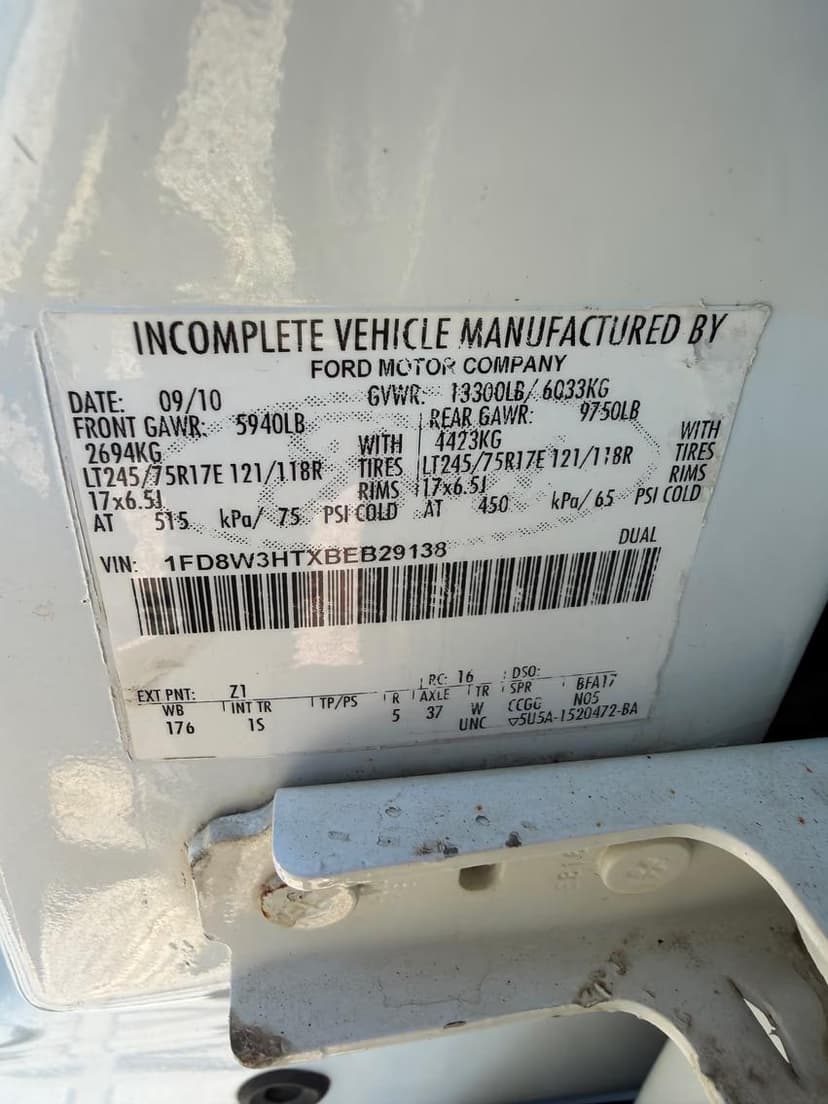 INCOMPLETE VEHICLE MANUFACTURED BY
FORD MOTOR COMPANY
DATE: 09/10 GVWR: 13300LB/ 6033KG
FRONT GAWR: 5940LB REAR GAWR: 9750LB
2694KG WITH 4423KG WITH
LT245/75R17E 121/118R TIRES LT245/75R17E 121/118R TIRES
17x6.5J RIMS 17x6.5J RIMS
AT 515 kPa/ 75 PSI COLD AT 450 kPa/ 65 PSI COLD
VIN: 1FD8W3HTXBEB29138 DUAL
EXT PNT: Z1 RC: 16 DSO:
WB INT TR TP/PS R AXLE TR SPR BFA17
176 1S 5 37 W CCGG N05
UNC ▽5U5A-1520472-BA